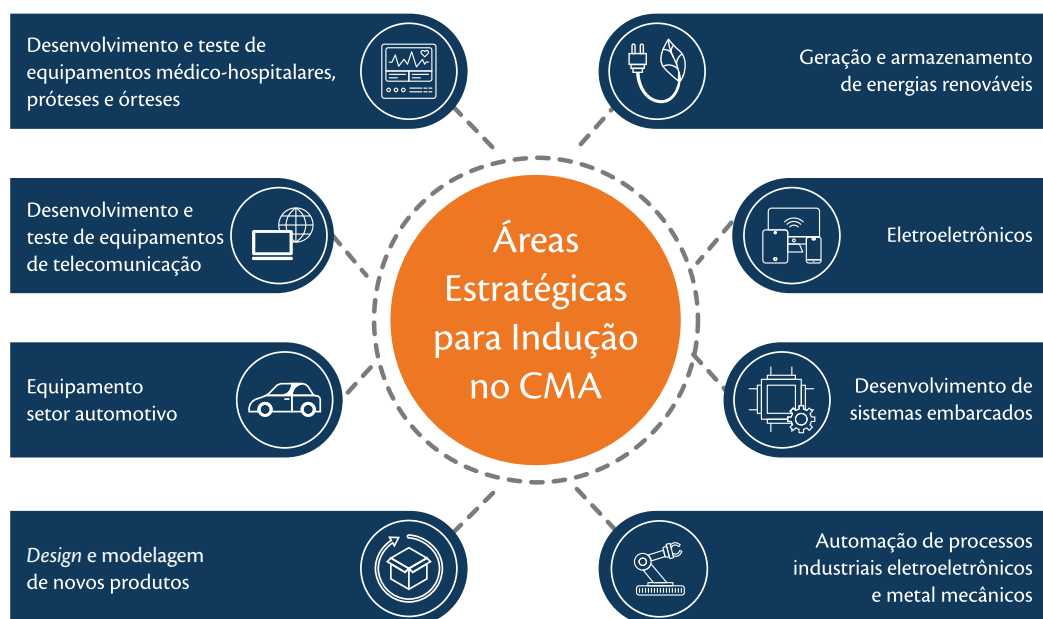 Desenvolvimento e teste de
equipamentos médico-hospitalares,
próteses e órteses
Geração e armazenamento
de energias renováveis
Desenvolvimento e
teste de equipamentos
de telecomunicação
Áreas
Estratégicas
para Indução
no CMA
Eletroeletrônicos
Equipamento
setor automotivo
Desenvolvimento de
sistemas embarcados
Design e modelagem
de novos produtos
Automação de processos
industriais eletroeletrônicos
e metal mecânicos